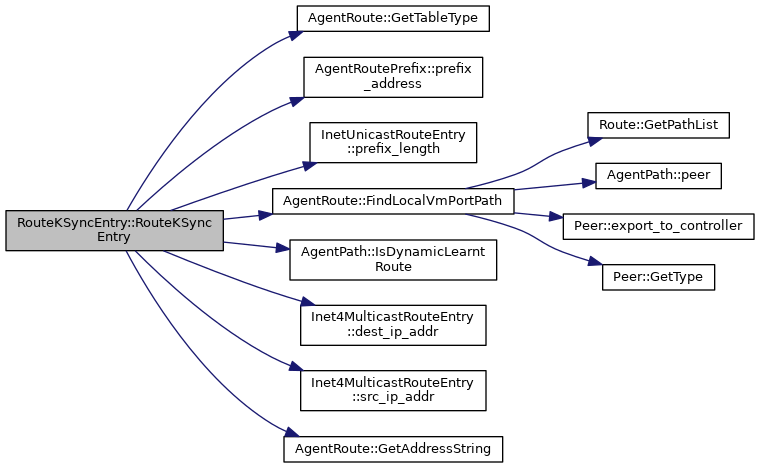 RouteKSyncEntry::RouteKSync
Entry
AgentRoute::GetTableType
AgentRoutePrefix::prefix
_address
InetUnicastRouteEntry
::prefix_length
AgentRoute::FindLocalVmPortPath
AgentPath::IsDynamicLearnt
Route
Inet4MulticastRouteEntry
::dest_ip_addr
Inet4MulticastRouteEntry
::src_ip_addr
AgentRoute::GetAddressString
Route::GetPathList
AgentPath::peer
Peer::export_to_controller
Peer::GetType